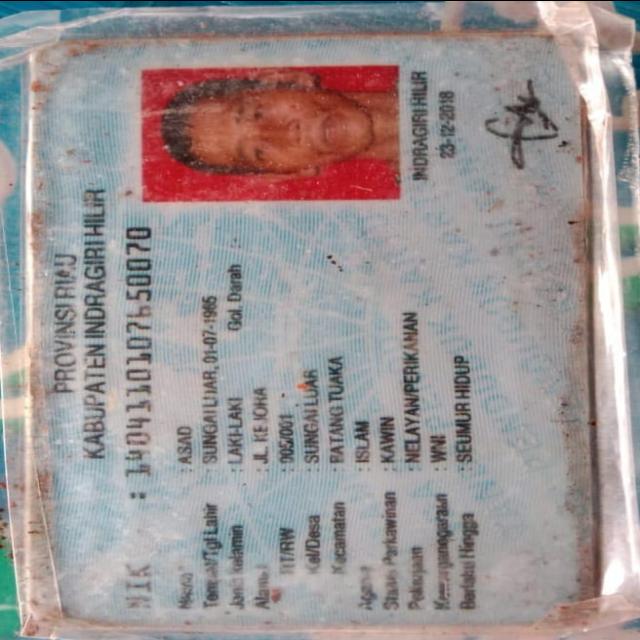 PROVINSI RIAU
KABUPATEN INDRAGIRI HILIR
NIK : 1404110107650070
Nama : ASAD
Tempat/Tgl Lahir : SUNGAI LUAR, 01-07-1965
Jenis Kelamin : LAKI-LAKI Gol. Darah
Alamat : JL. KE JOHA
RT/RW : 005/001
Kel/Desa : SUNGAI LUAR
Kecamatan : BATANG TUAKA
Agama : ISLAM
Status Perkawinan : KAWIN
Pekerjaan : NELAYAN/PERIKANAN
Kewarganegaraan : WNI
Berlaku Hingga : SEUMUR HIDUP
INDRAGIRI HILIR
23-12-2018